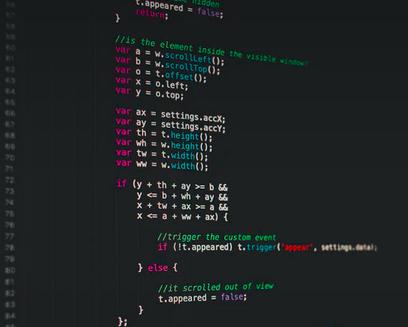 hidden
t.appeared = false;
return;
}
//is the element inside the visible window?
var a = w.scrollLeft();
var b = w.scrollTop();
var o = t.offset();
var x = o.left;
var y = o.top;
var ax = settings.accX;
var ay = settings.accY;
var th = t.height();
var wh = w.height();
var tw = t.width();
var ww = w.width();
if (y + th + ay >= b &&
y <= b + wh + ay &&
x + tw + ax >= a &&
x <= a + ww + ax) {
//trigger the custom event
if (!t.appeared) t.trigger('appear', settings.data);
} else {
//it scrolled out of view
t.appeared = false;
}
};